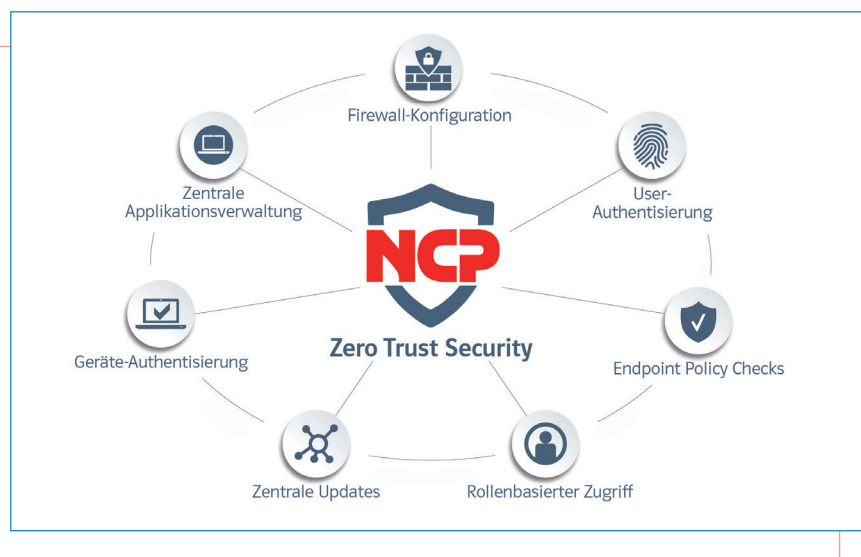 Firewall-Konfiguration
Zentrale
Applikationsverwaltung
User-
Authentisierung
NCP
Zero Trust Security
Geräte-Authentisierung
Endpoint Policy Checks
Zentrale Updates
Rollenbasierter Zugriff